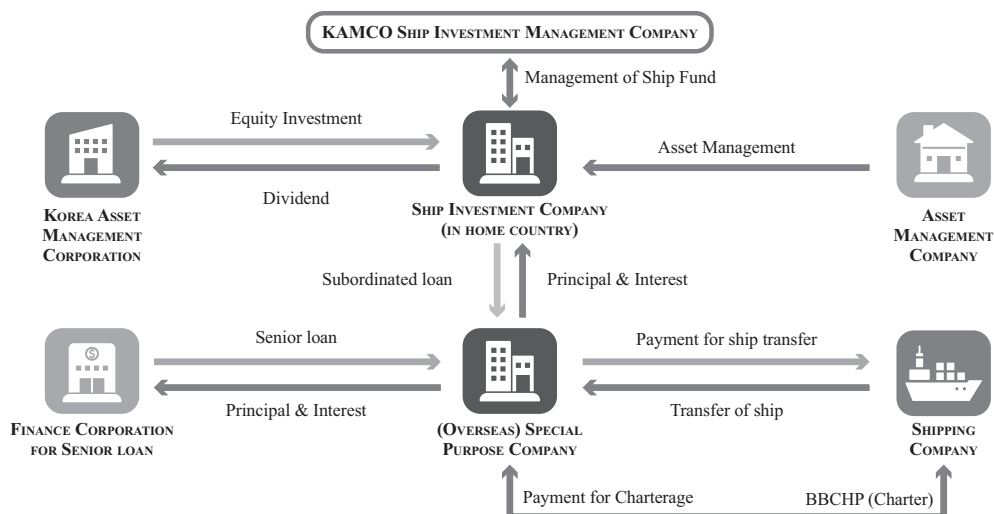 KAMCO SHIP INVESTMENT MANAGEMENT COMPANY
Management of Ship Fund
Equity Investment
Asset Management
Dividend
KOREA ASSET
MANAGEMENT
CORPORATION
SHIP INVESTMENT COMPANY
(IN HOME COUNTRY)
ASSET
MANAGEMENT
COMPANY
Subordinated loan
Principal & Interest
Senior loan
Payment for ship transfer
$
Principal & Interest
Transfer of ship
FINANCE CORPORATION
FOR SENIOR LOAN
(OVERSEAS) SPECIAL
PURPOSE COMPANY
SHIPPING
COMPANY
Payment for Charterage
BBCHP (Charter)